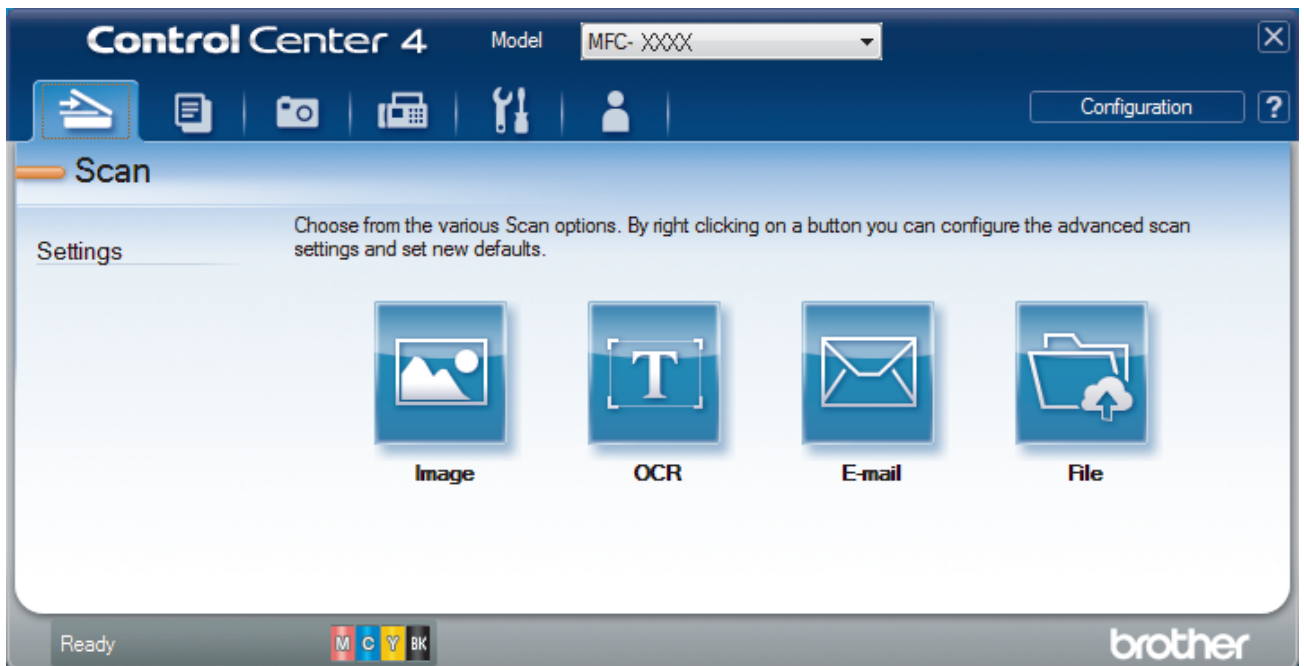 ControlCenter 4
Model
MFC- XXXX
Configuration
?
Scan
Settings
Choose from the various Scan options. By right clicking on a button you can configure the advanced scan
settings and set new defaults.
T
Image
OCR
E-mail
File
Ready
M C Y BK
brother